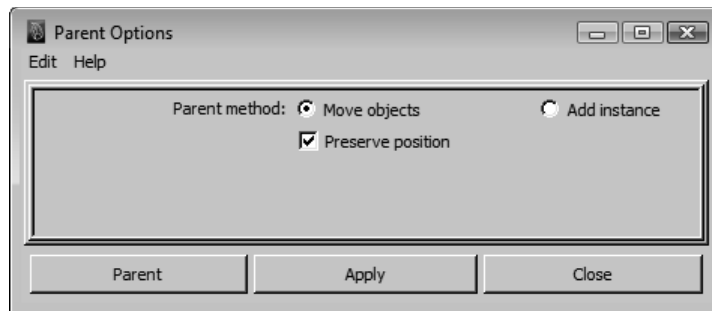 Parent Options
Edit Help
Parent method: Move objects Add instance
Preserve position
Parent Apply Close